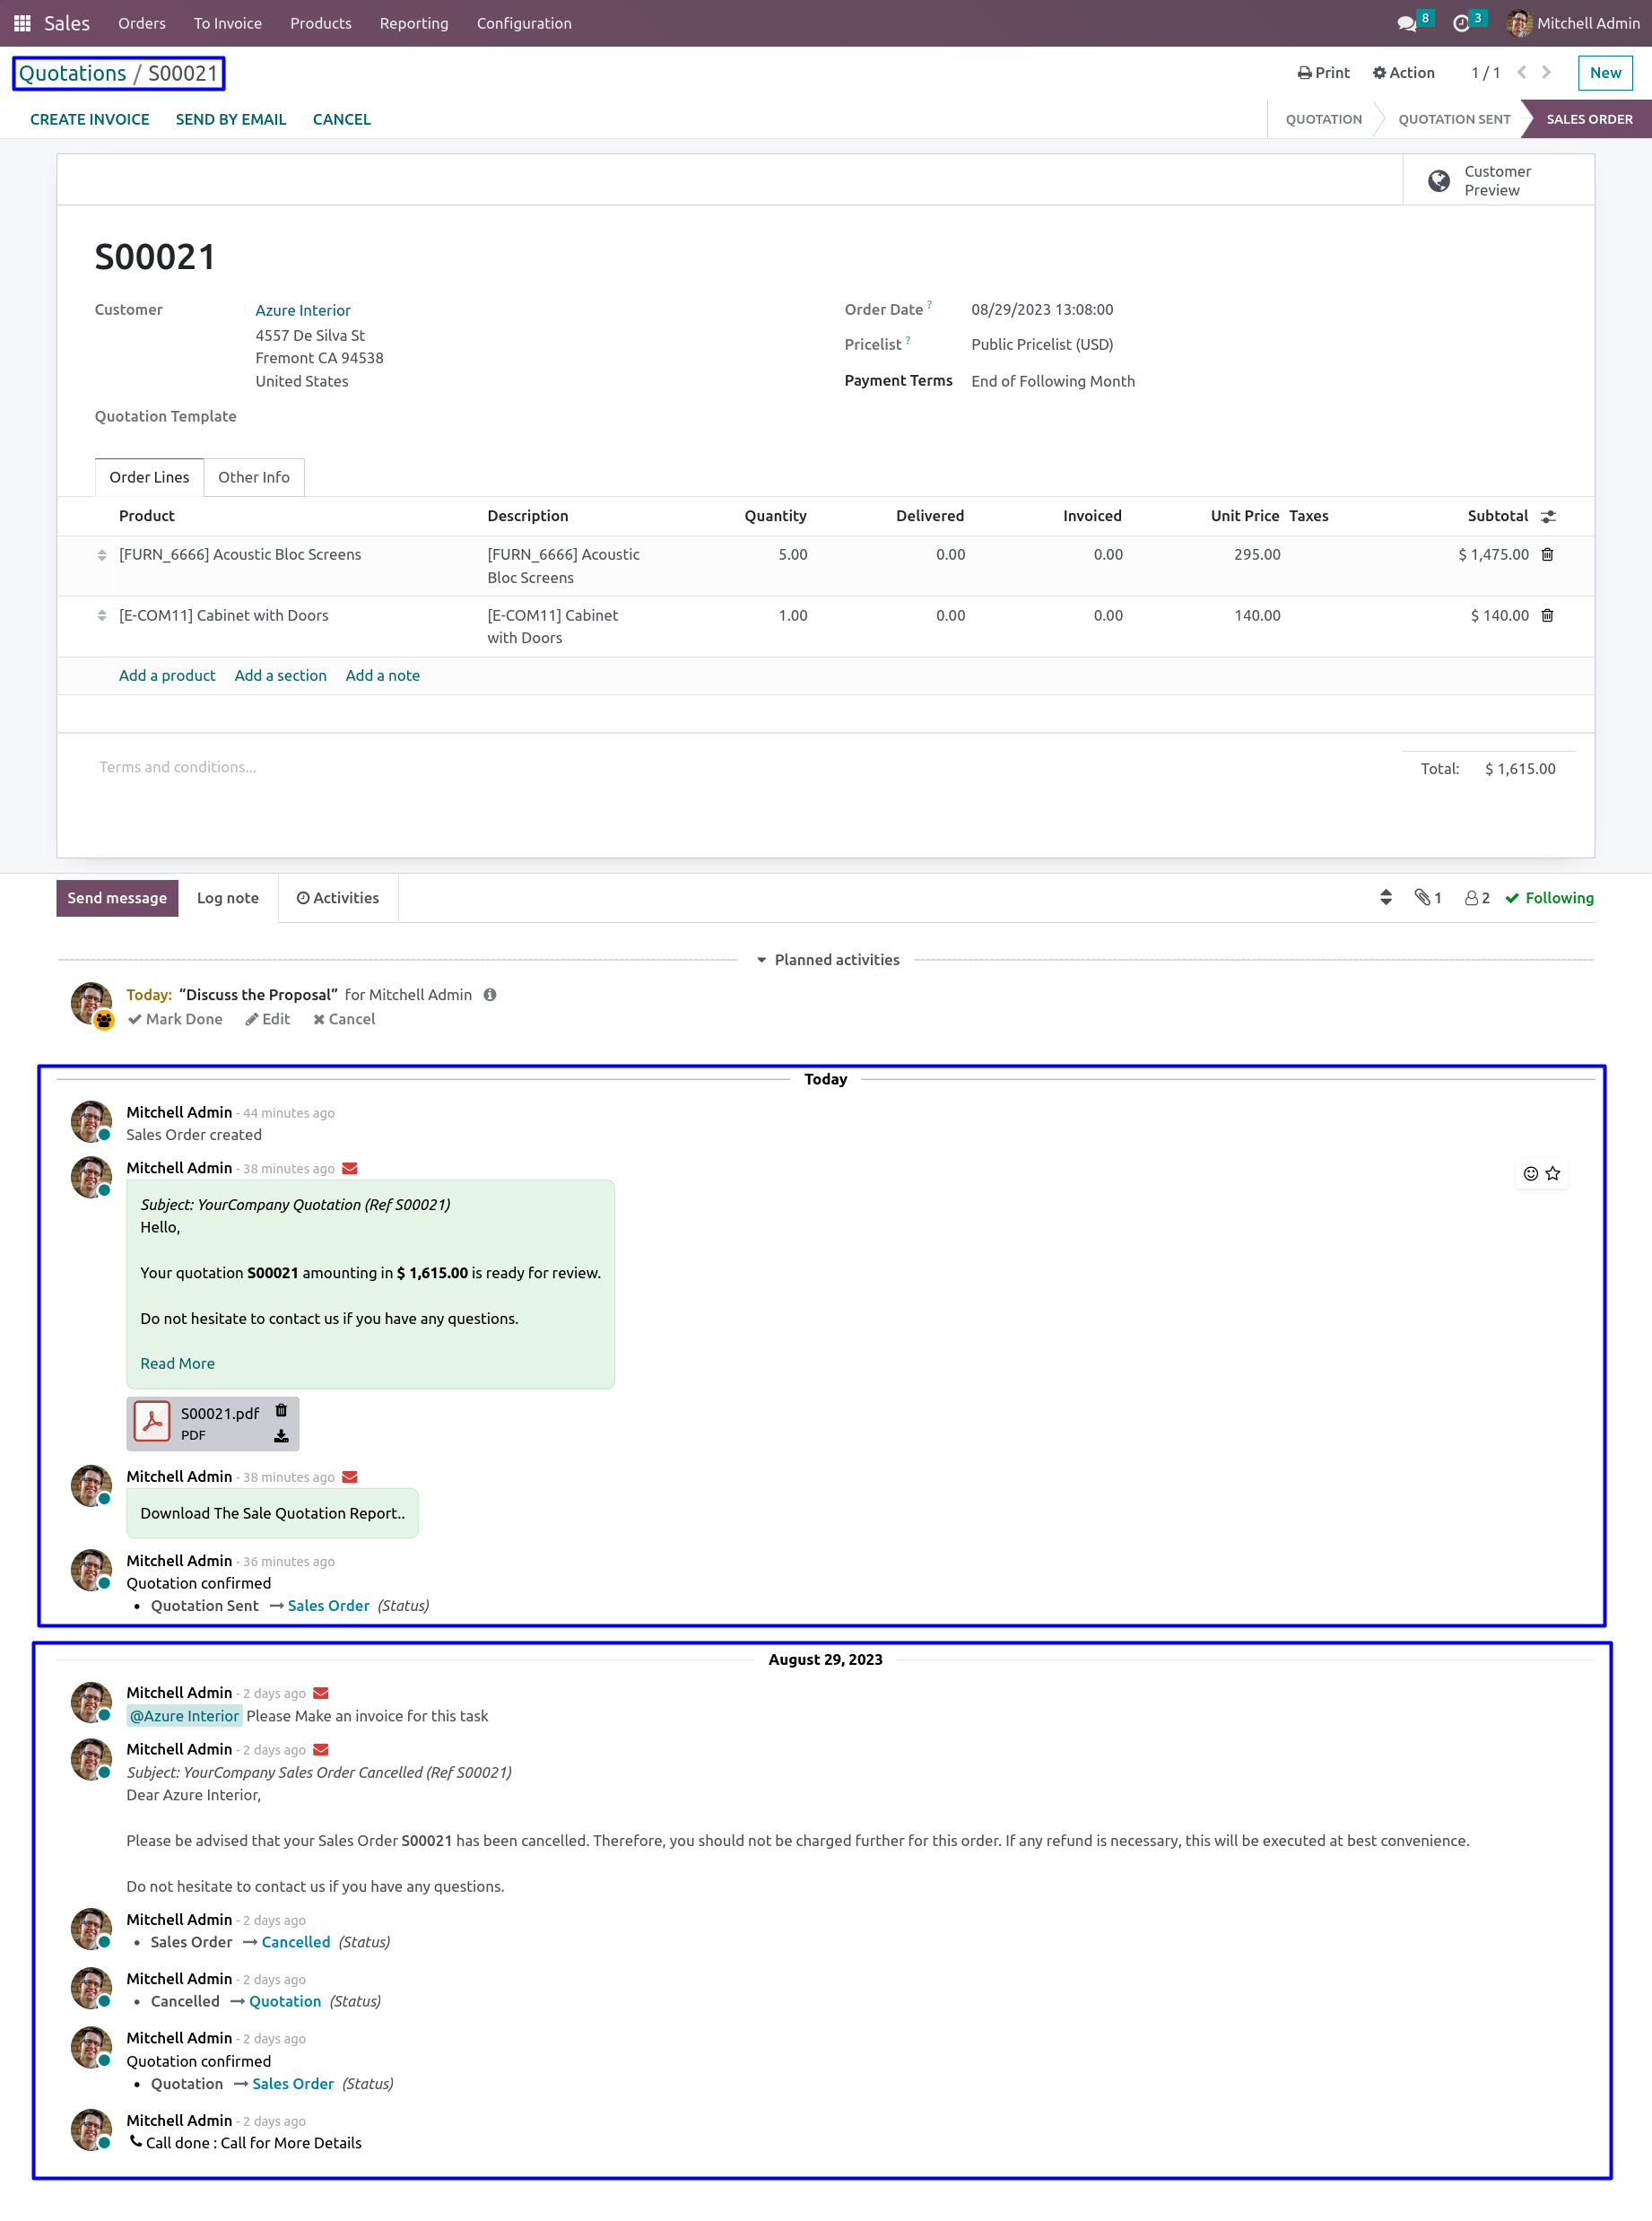 Sales Orders To Invoice Products Reporting Configuration 8 3 Mitchell Admin
Quotations / S00021 Print Action 1 / 1 New
CREATE INVOICE SEND BY EMAIL CANCEL QUOTATION QUOTATION SENT SALES ORDER
Customer
Preview
S00021
Customer Azure Interior Order Date ? 08/29/2023 13:08:00
4557 De Silva St
Fremont CA 94538 Pricelist ? Public Pricelist (USD)
United States Payment Terms End of Following Month
Quotation Template
Order Lines Other Info
Product Description Quantity Delivered Invoiced Unit Price Taxes Subtotal
[FURN_6666] Acoustic Bloc Screens [FURN_6666] Acoustic 5.00 0.00 0.00 295.00 $ 1,475.00
Bloc Screens
[E-COM11] Cabinet with Doors [E-COM11] Cabinet 1.00 0.00 0.00 140.00 $ 140.00
with Doors
Add a product Add a section Add a note
Terms and conditions... Total: $ 1,615.00
Send message Log note Activities 1 2 Following
Planned activities
Today: “Discuss the Proposal” for Mitchell Admin
Mark Done Edit Cancel
Today
Mitchell Admin - 44 minutes ago
Sales Order created
Mitchell Admin - 38 minutes ago
Subject: YourCompany Quotation (Ref S00021)
Hello,
Your quotation S00021 amounting in $ 1,615.00 is ready for review.
Do not hesitate to contact us if you have any questions.
Read More
S00021.pdf
PDF
Mitchell Admin - 38 minutes ago
Download The Sale Quotation Report..
Mitchell Admin - 36 minutes ago
Quotation confirmed
• Quotation Sent → Sales Order (Status)
August 29, 2023
Mitchell Admin - 2 days ago
@Azure Interior Please Make an invoice for this task
Mitchell Admin - 2 days ago
Subject: YourCompany Sales Order Cancelled (Ref S00021)
Dear Azure Interior,
Please be advised that your Sales Order S00021 has been cancelled. Therefore, you should not be charged further for this order. If any refund is necessary, this will be executed at best convenience.
Do not hesitate to contact us if you have any questions.
Mitchell Admin - 2 days ago
• Sales Order → Cancelled (Status)
Mitchell Admin - 2 days ago
• Cancelled → Quotation (Status)
Mitchell Admin - 2 days ago
Quotation confirmed
• Quotation → Sales Order (Status)
Mitchell Admin - 2 days ago
Call done : Call for More Details